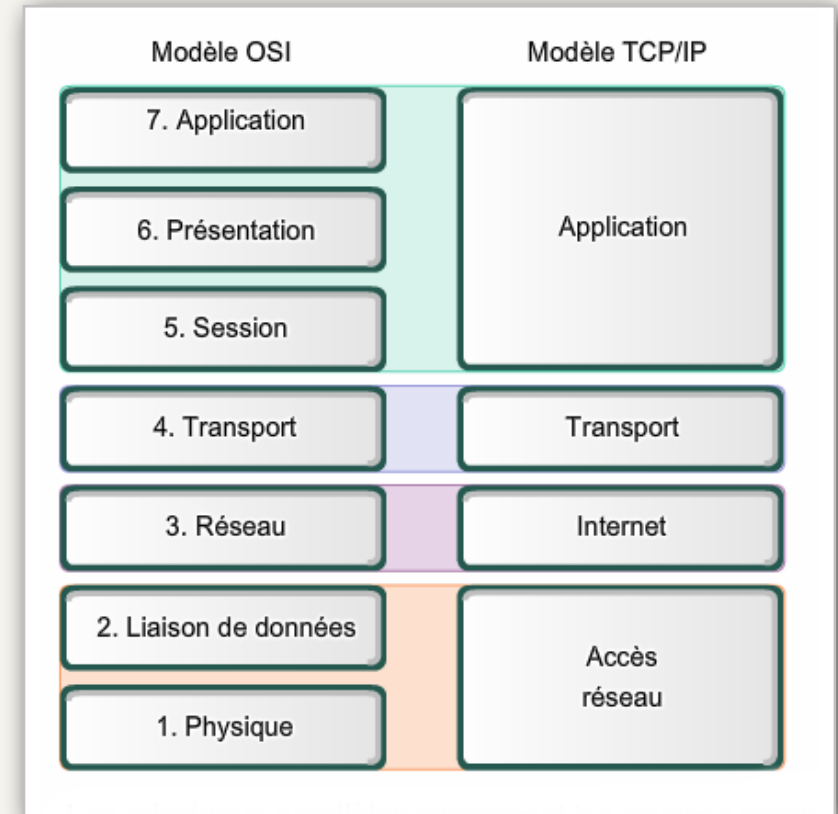 Modèle OSI
Modèle TCP/IP
7. Application
6. Présentation
5. Session
Application
4. Transport
Transport
3. Réseau
Internet
2. Liaison de données
1. Physique
Accès
réseau